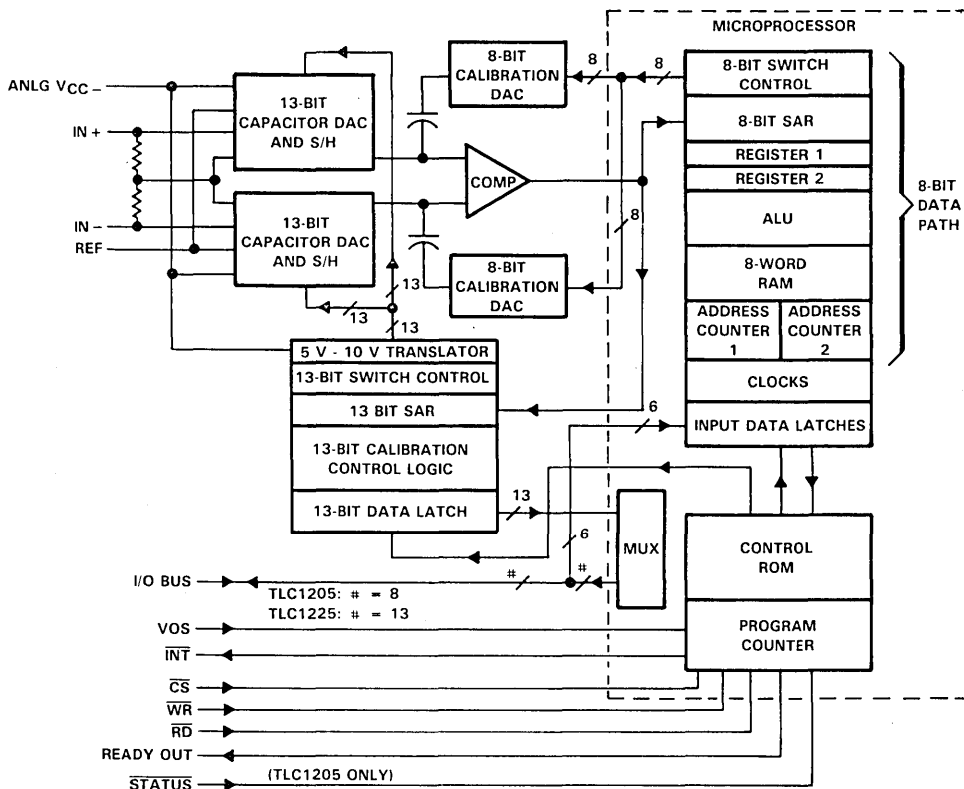 MICROPROCESSOR
ANLG VCC –
IN +
IN –
REF
13-BIT
CAPACITOR DAC
AND S/H
13-BIT
CAPACITOR DAC
AND S/H
8-BIT
CALIBRATION
DAC
8
8
COMP
8
8-BIT
CALIBRATION
DAC
13
13
13
8-BIT SWITCH
CONTROL
8-BIT SAR
REGISTER 1
REGISTER 2
ALU
8-WORD
RAM
ADDRESS
COUNTER
1
ADDRESS
COUNTER
2
CLOCKS
INPUT DATA LATCHES
8-BIT
DATA
PATH
5 V - 10 V TRANSLATOR
13-BIT SWITCH CONTROL
13 BIT SAR
13-BIT CALIBRATION
CONTROL LOGIC
13-BIT DATA LATCH
6
13
6
MUX
#
#
CONTROL
ROM
PROGRAM
COUNTER
I/O BUS
TLC1205: # = 8
TLC1225: # = 13
VOS
INT
CS
WR
RD
READY OUT
STATUS
(TLC1205 ONLY)